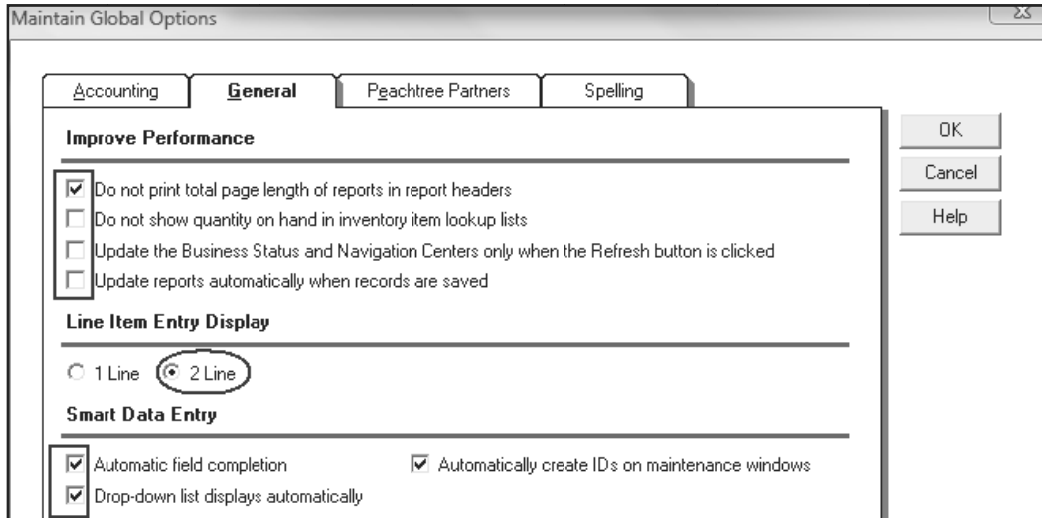 Maintain Global Options
Accounting General Peachtree Partners Spelling
Improve Performance
OK
Do not print total page length of reports in report headers
Cancel
Do not show quantity on hand in inventory item lookup lists
Help
Update the Business Status and Navigation Centers only when the Refresh button is clicked
Update reports automatically when records are saved
Line Item Entry Display
1 Line 2 Line
Smart Data Entry
Automatic field completion Automatically create IDs on maintenance windows
Drop-down list displays automatically